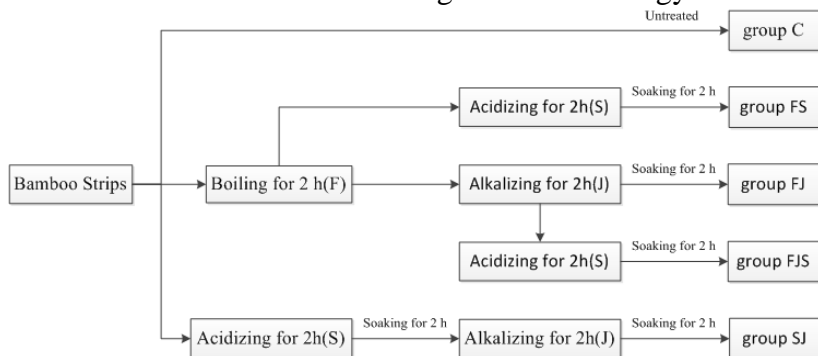 Untreated
group C
Acidizing for 2h(S)
Soaking for 2 h
group FS
Bamboo Strips
Boiling for 2 h(F)
Alkalizing for 2h(J)
Soaking for 2 h
group FJ
Acidizing for 2h(S)
Soaking for 2 h
group FJS
Acidizing for 2h(S)
Soaking for 2 h
Alkalizing for 2h(J)
Soaking for 2 h
group SJ